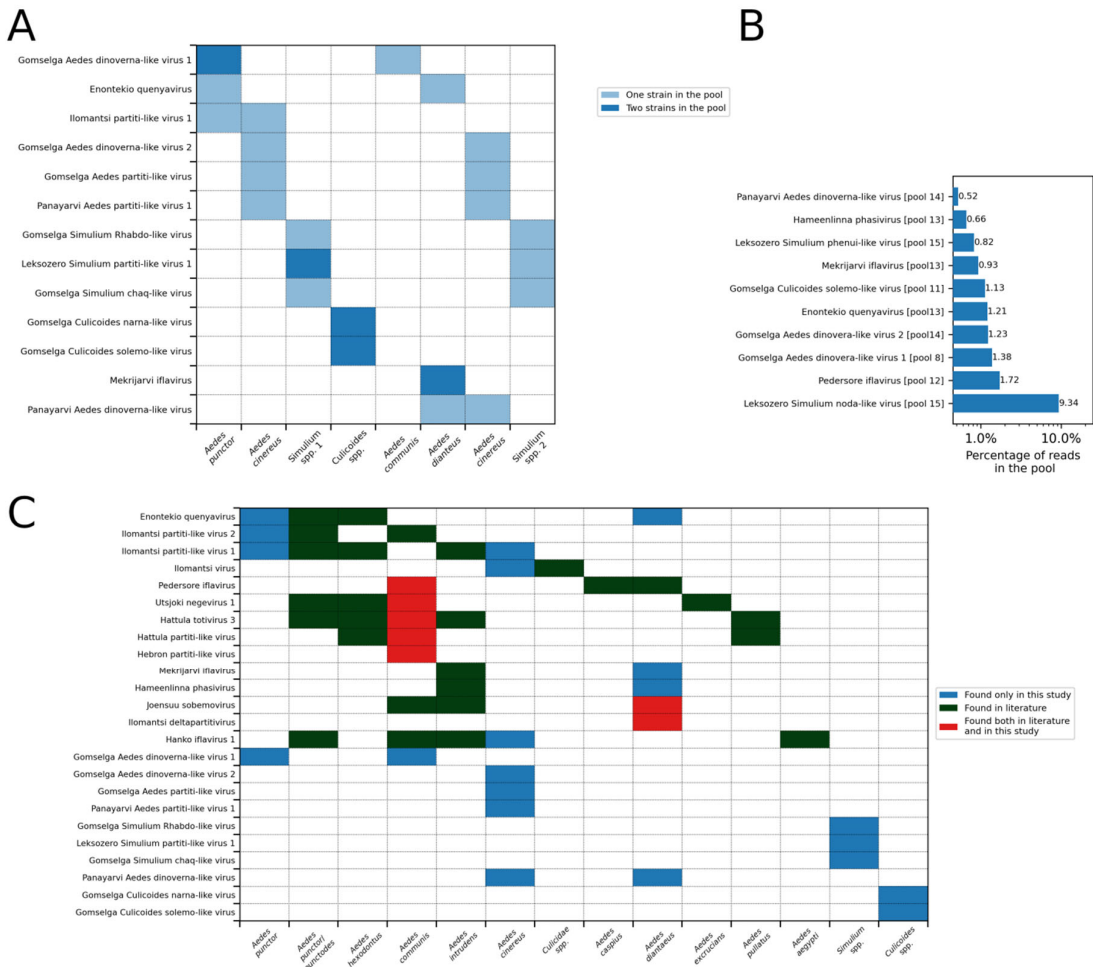 A
Gomselga Aedes dinoverna-like virus 1
Enontekio quenyavirus
Ilomantsi partiti-like virus 1
Gomselga Aedes dinoverna-like virus 2
Gomselga Aedes partiti-like virus
Panayarvi Aedes partiti-like virus 1
Gomselga Simulium Rhabdo-like virus
Leksozero Simulium partiti-like virus 1
Gomselga Simulium chaq-like virus
Gomselga Culicoides narna-like virus
Gomselga Culicoides solemo-like virus
Mekrijarvi iflavirus
Panayarvi Aedes dinoverna-like virus
Aedes
punctor
Aedes
cinereus
Simulium
spp. 1
Culicoides
spp.
Aedes
communis
Aedes
dianteus
Aedes
cinereus
Simulium
spp. 2
One strain in the pool
Two strains in the pool
B
Panayarvi Aedes dinoverna-like virus [pool 14]
0.52
Hameenlinna phasivirus [pool 13]
0.66
Leksozero Simulium phenui-like virus [pool 15]
0.82
Mekrijarvi iflavirus [pool13]
0.93
Gomselga Culicoides solemo-like virus [pool 11]
1.13
Enontekio quenyavirus [pool13]
1.21
Gomselga Aedes dinovera-like virus 2 [pool14]
1.23
Gomselga Aedes dinovera-like virus 1 [pool 8]
1.38
Pedersore iflavirus [pool 12]
1.72
Leksozero Simulium noda-like virus [pool 15]
9.34
1.0%
10.0%
Percentage of reads
in the pool
C
Enontekio quenyavirus
Ilomantsi partiti-like virus 2
Ilomantsi partiti-like virus 1
Ilomantsi virus
Pedersore iflavirus
Utsjoki negevirus 1
Hattula totivirus 3
Hattula partiti-like virus
Hebron partiti-like virus
Mekrijarvi iflavirus
Hameenlinna phasivirus
Joensuu sobemovirus
Ilomantsi deltapartitivirus
Hanko iflavirus 1
Gomselga Aedes dinoverna-like virus 1
Gomselga Aedes dinoverna-like virus 2
Gomselga Aedes partiti-like virus
Panayarvi Aedes partiti-like virus 1
Gomselga Simulium Rhabdo-like virus
Leksozero Simulium partiti-like virus 1
Gomselga Simulium chaq-like virus
Panayarvi Aedes dinoverna-like virus
Gomselga Culicoides narna-like virus
Gomselga Culicoides solemo-like virus
Aedes
punctor
Aedes
punctor/
punctodes
Aedes
hexodontus
Aedes
communis
Aedes
intrudens
Aedes
cinereus
Culicidae
spp.
Aedes
caspius
Aedes
diantaeus
Aedes
excrucians
Aedes
pullatus
Aedes
aegypti
Simulium
spp.
Culicoides
spp.
Found only in this study
Found in literature
Found both in literature
and in this study